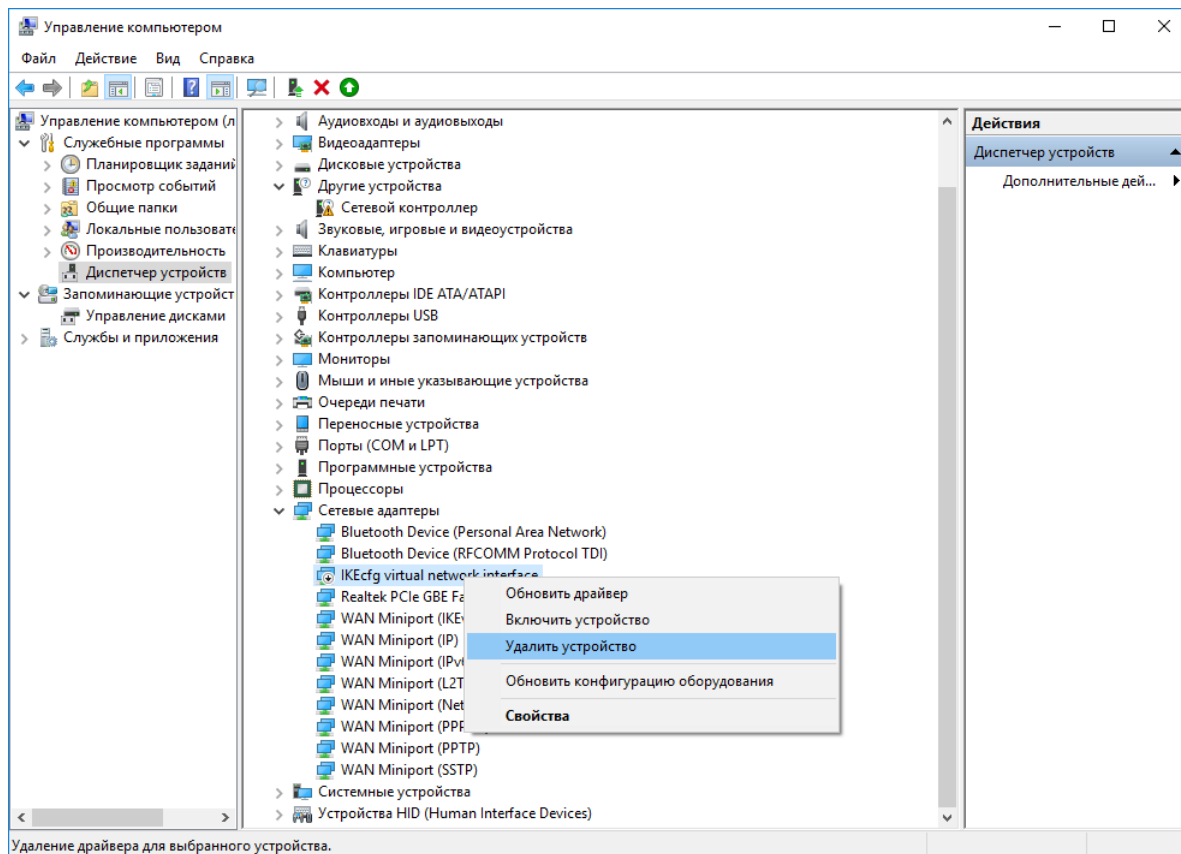 Управление компьютером
Файл Действие Вид Справка
Управление компьютером (л
Служебные программы
Планировщик заданий
Просмотр событий
Общие папки
Локальные пользовате
Производительность
Диспетчер устройств
Запоминающие устройст
Управление дисками
Службы и приложения
Аудиовходы и аудиовыходы
Видеоадаптеры
Дисковые устройства
Другие устройства
Сетевой контроллер
Звуковые, игровые и видеоустройства
Клавиатуры
Компьютер
Контроллеры IDE ATA/ATAPI
Контроллеры USB
Контроллеры запоминающих устройств
Мониторы
Мыши и иные указывающие устройства
Очереди печати
Переносные устройства
Порты (COM и LPT)
Программные устройства
Процессоры
Сетевые адаптеры
Bluetooth Device (Personal Area Network)
Bluetooth Device (RFCOMM Protocol TDI)
IKEcfg virtual network interface
Realtek PCIe GBE Fa
WAN Miniport (IKEv
WAN Miniport (IP)
WAN Miniport (IPv6
WAN Miniport (L2T
WAN Miniport (Net
WAN Miniport (PPP
WAN Miniport (PPTP)
WAN Miniport (SSTP)
Системные устройства
Устройства HID (Human Interface Devices)
Обновить драйвер
Включить устройство
Удалить устройство
Обновить конфигурацию оборудования
Свойства
Действия
Диспетчер устройств
Дополнительные дей...
Удаление драйвера для выбранного устройства.